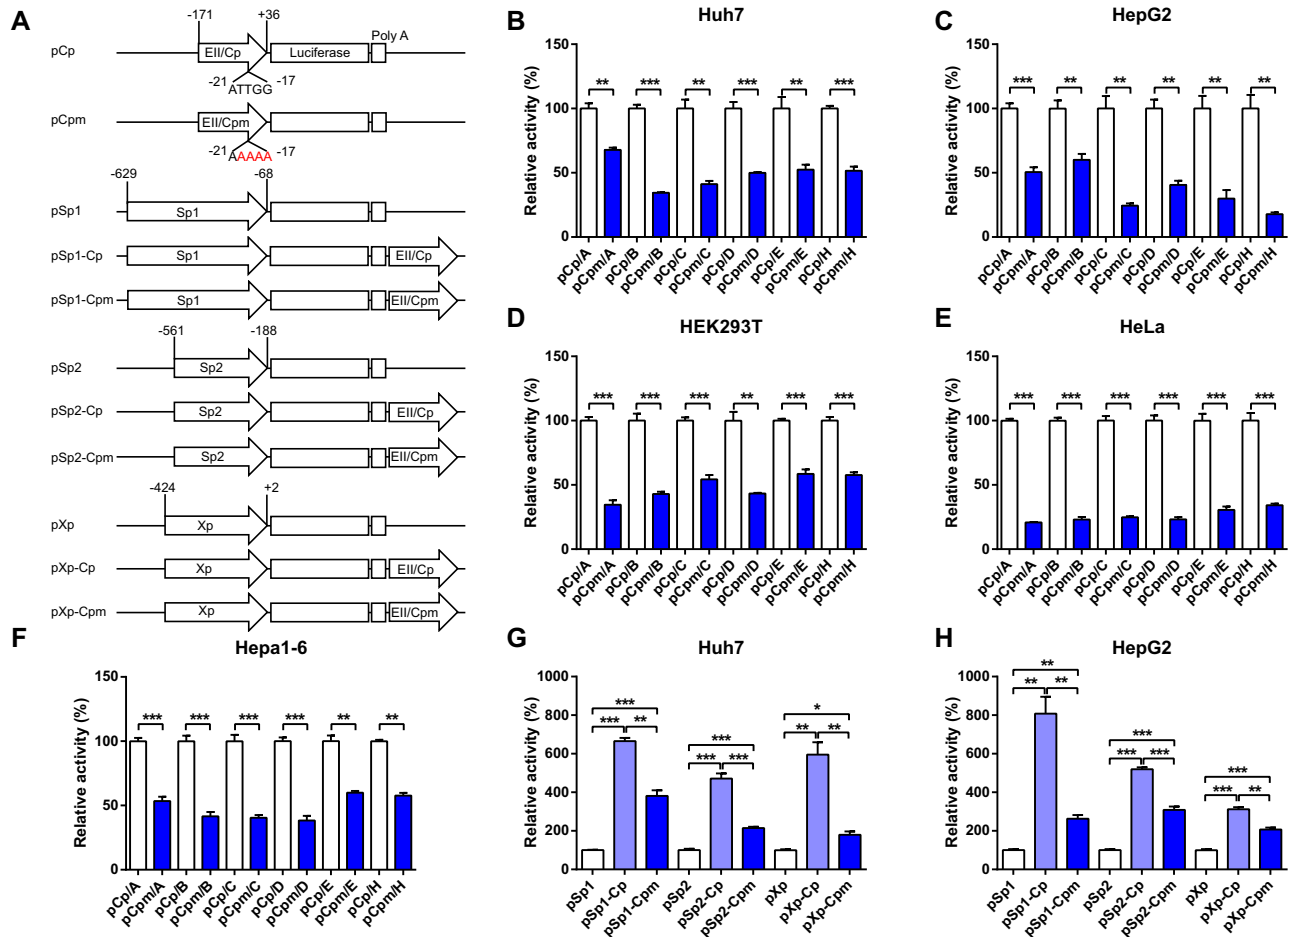 A
-171
+36
Poly A
pCp
EII/Cp
Luciferase
-21
-17
ATTGG
pCpm
EII/Cpm
-21
-17
AAAAA
-629
-68
pSp1
Sp1
pSp1-Cp
Sp1
EII/Cp
pSp1-Cpm
Sp1
EII/Cpm
-561
-188
pSp2
Sp2
pSp2-Cp
Sp2
EII/Cp
pSp2-Cpm
Sp2
EII/Cpm
-424
+2
pXp
Xp
pXp-Cp
Xp
EII/Cp
pXp-Cpm
Xp
EII/Cpm
B
Huh7
Relative activity (%)
150
100
50
0
** *** ** *** ** ***
pCp/A pCpm/A pCp/B pCpm/B pCp/C pCpm/C pCp/D pCpm/D pCp/E pCpm/E pCp/H pCpm/H
C
HepG2
Relative activity (%)
150
100
50
0
*** ** ** ** ** **
pCp/A pCpm/A pCp/B pCpm/B pCp/C pCpm/C pCp/D pCpm/D pCp/E pCpm/E pCp/H pCpm/H
D
HEK293T
Relative activity (%)
150
100
50
0
*** *** *** ** *** ***
pCp/A pCpm/A pCp/B pCpm/B pCp/C pCpm/C pCp/D pCpm/D pCp/E pCpm/E pCp/H pCpm/H
E
HeLa
Relative activity (%)
150
100
50
0
*** *** *** *** *** ***
pCp/A pCpm/A pCp/B pCpm/B pCp/C pCpm/C pCp/D pCpm/D pCp/E pCpm/E pCp/H pCpm/H
F
Hepa1-6
Relative activity (%)
150
100
50
0
*** *** *** *** ** **
pCp/A pCpm/A pCp/B pCpm/B pCp/C pCpm/C pCp/D pCpm/D pCp/E pCpm/E pCp/H pCpm/H
G
Huh7
Relative activity (%)
1000
800
600
400
200
0
***
*** **
***
*** ***
*
** **
pSp1 pSp1-Cp pSp1-Cpm pSp2 pSp2-Cp pSp2-Cpm pXp pXp-Cp pXp-Cpm
H
HepG2
Relative activity (%)
1000
800
600
400
200
0
**
** **
***
*** ***
***
*** **
pSp1 pSp1-Cp pSp1-Cpm pSp2 pSp2-Cp pSp2-Cpm pXp pXp-Cp pXp-Cpm